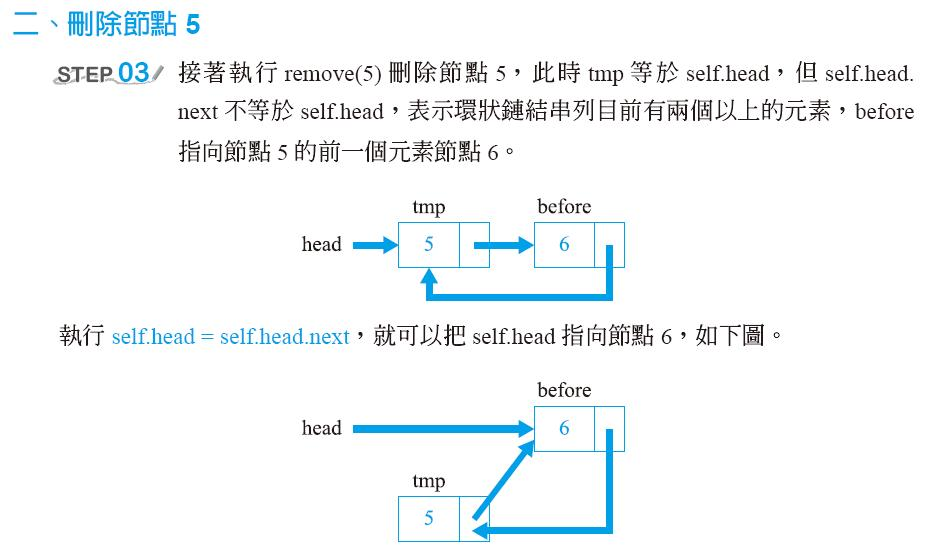 二、刪除節點 5
STEP 03 接著執行 remove(5) 刪除節點 5，此時 tmp 等於 self.head，但 self.head.
next 不等於 self.head，表示環狀鏈結串列目前有兩個以上的元素，before
指向節點 5 的前一個元素節點 6。
tmp before
head 5 6
執行 self.head = self.head.next，就可以把 self.head 指向節點 6，如下圖。
before
head 6
tmp
5